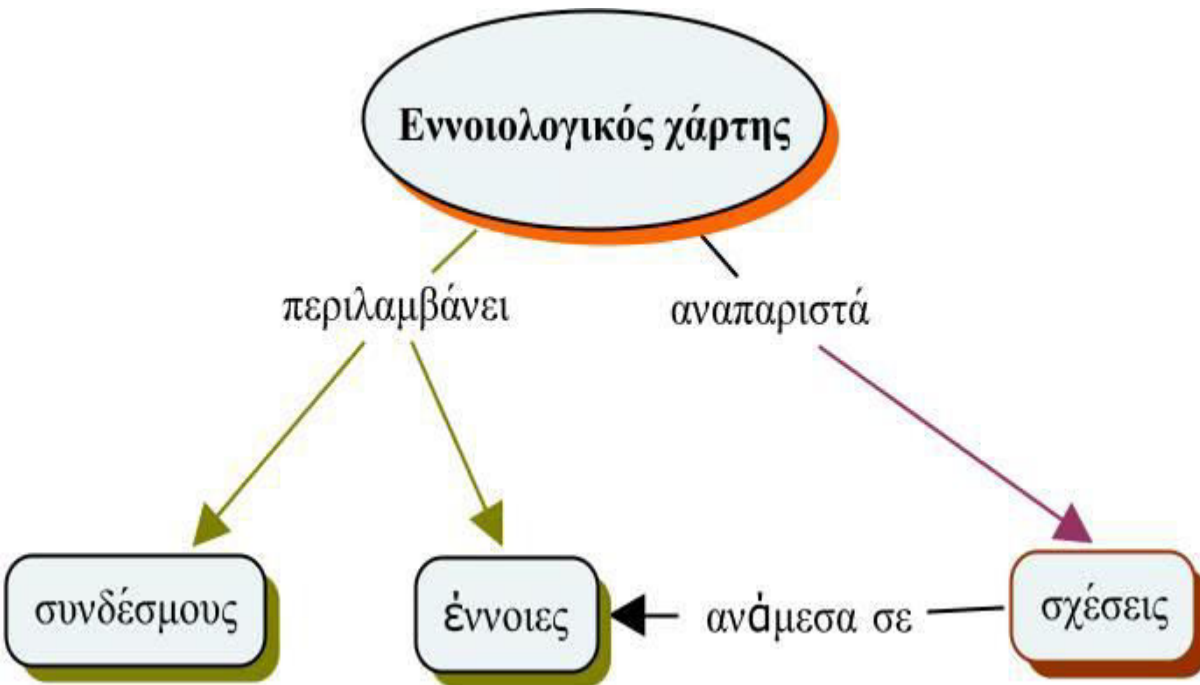 Εννοιολογικός χάρτης
περιλαμβάνει
αναπαριστά
συνδέσμους
έννοιες
ανάμεσα σε
σχέσεις